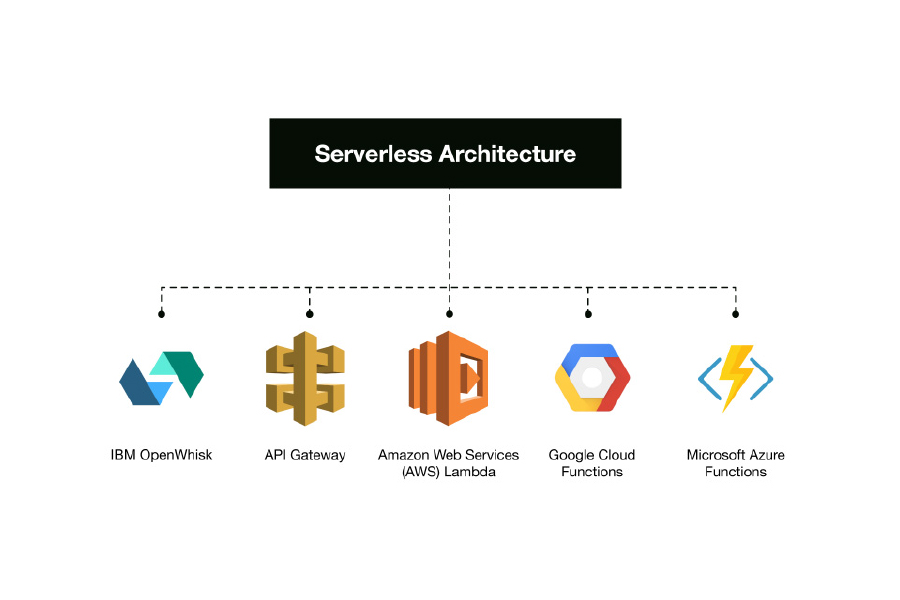 Serverless Architecture
IBM OpenWhisk
API Gateway
Amazon Web Services
(AWS) Lambda
Google Cloud
Functions
Microsoft Azure
Functions